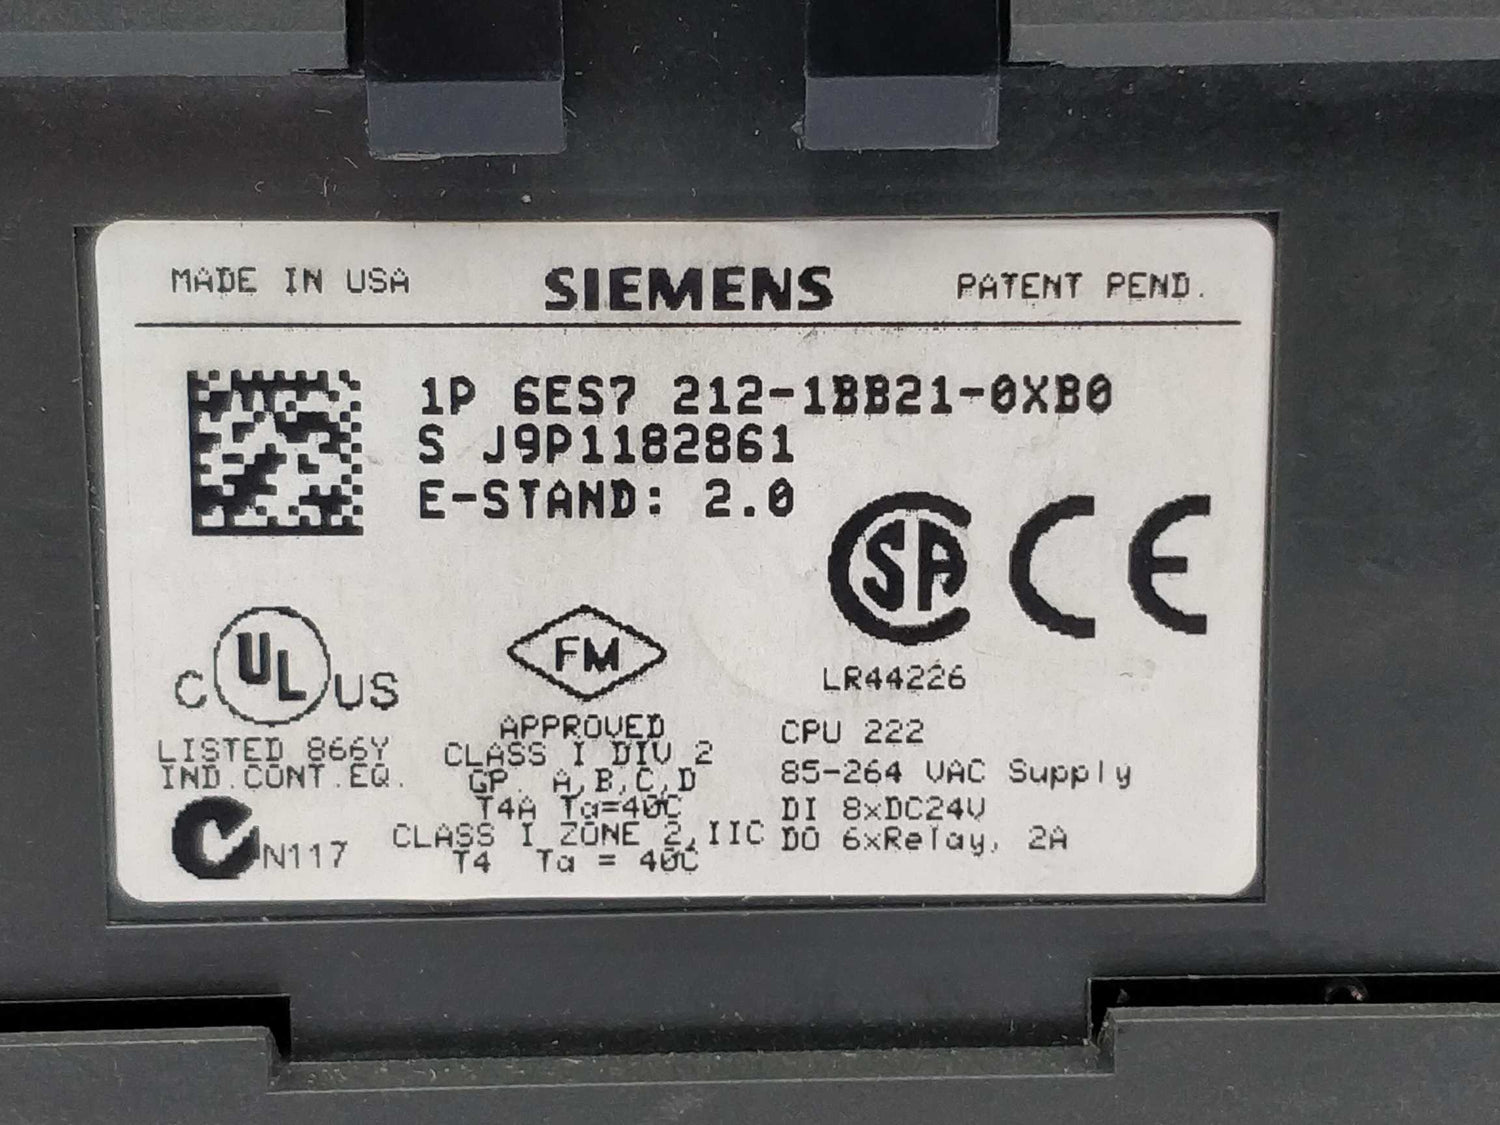 MADE IN USA SIEMENS PATENT PEND.
1P 6ES7 212-1BB21-0XB0
S J9P1182861
E-STAND: 2.0
SA CE
LR44226
C UL US
LISTED 866Y
IND.CONT.EQ.
N117
FM
APPROVED
CLASS I DIV 2
GP. A,B,C,D
T4A Ta=40C
CLASS I ZONE 2,IIC
T4 Ta = 40C
CPU 222
85-264 VAC Supply
DI 8xDC24V
DO 6xRelay, 2A